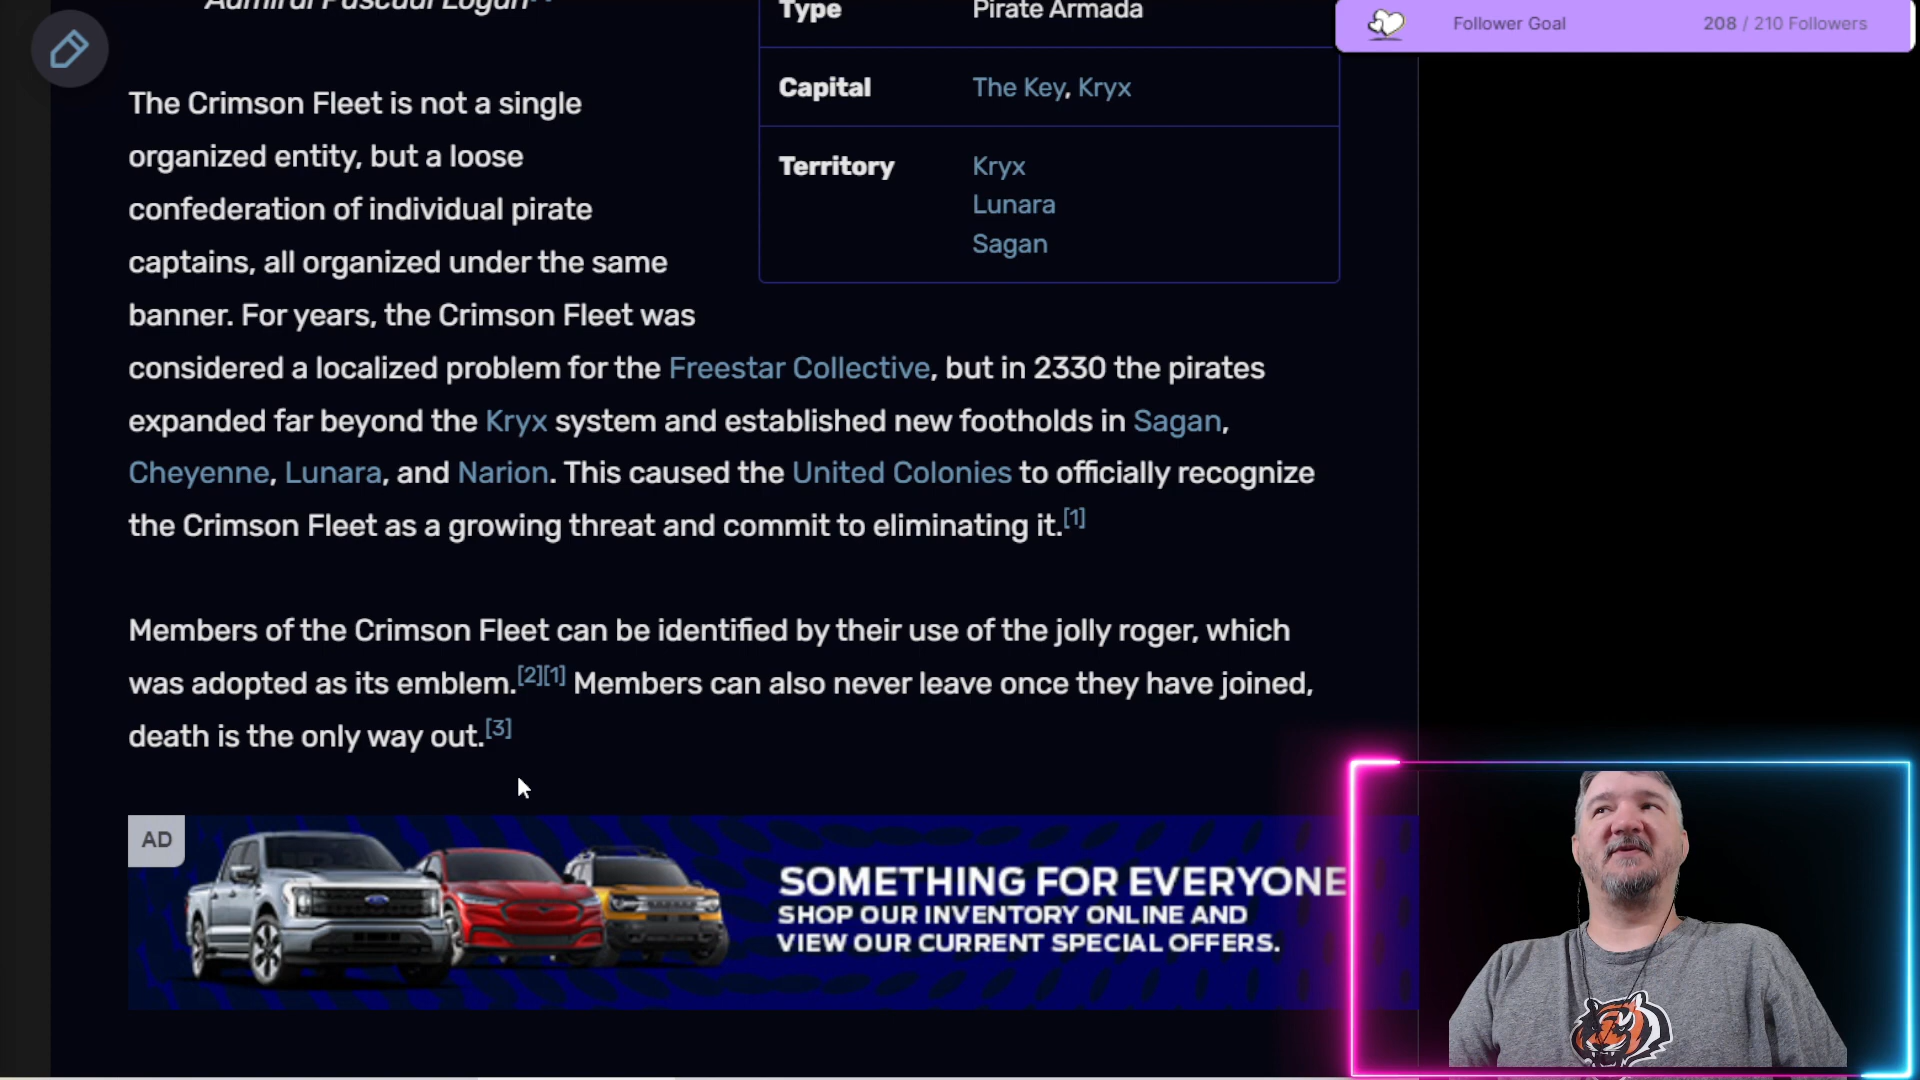 Admiral Pascual Logan
Type Pirate Armada
Follower Goal 208 / 210 Followers
Capital The Key, Kryx
Territory Kryx
Lunara
Sagan
The Crimson Fleet is not a single
organized entity, but a loose
confederation of individual pirate
captains, all organized under the same
banner. For years, the Crimson Fleet was
considered a localized problem for the Freestar Collective, but in 2330 the pirates
expanded far beyond the Kryx system and established new footholds in Sagan,
Cheyenne, Lunara, and Narion. This caused the United Colonies to officially recognize
the Crimson Fleet as a growing threat and commit to eliminating it.[1]
Members of the Crimson Fleet can be identified by their use of the jolly roger, which
was adopted as its emblem.[2][1] Members can also never leave once they have joined,
death is the only way out.[3]
AD
SOMETHING FOR EVERYONE
SHOP OUR INVENTORY ONLINE AND
VIEW OUR CURRENT SPECIAL OFFERS.